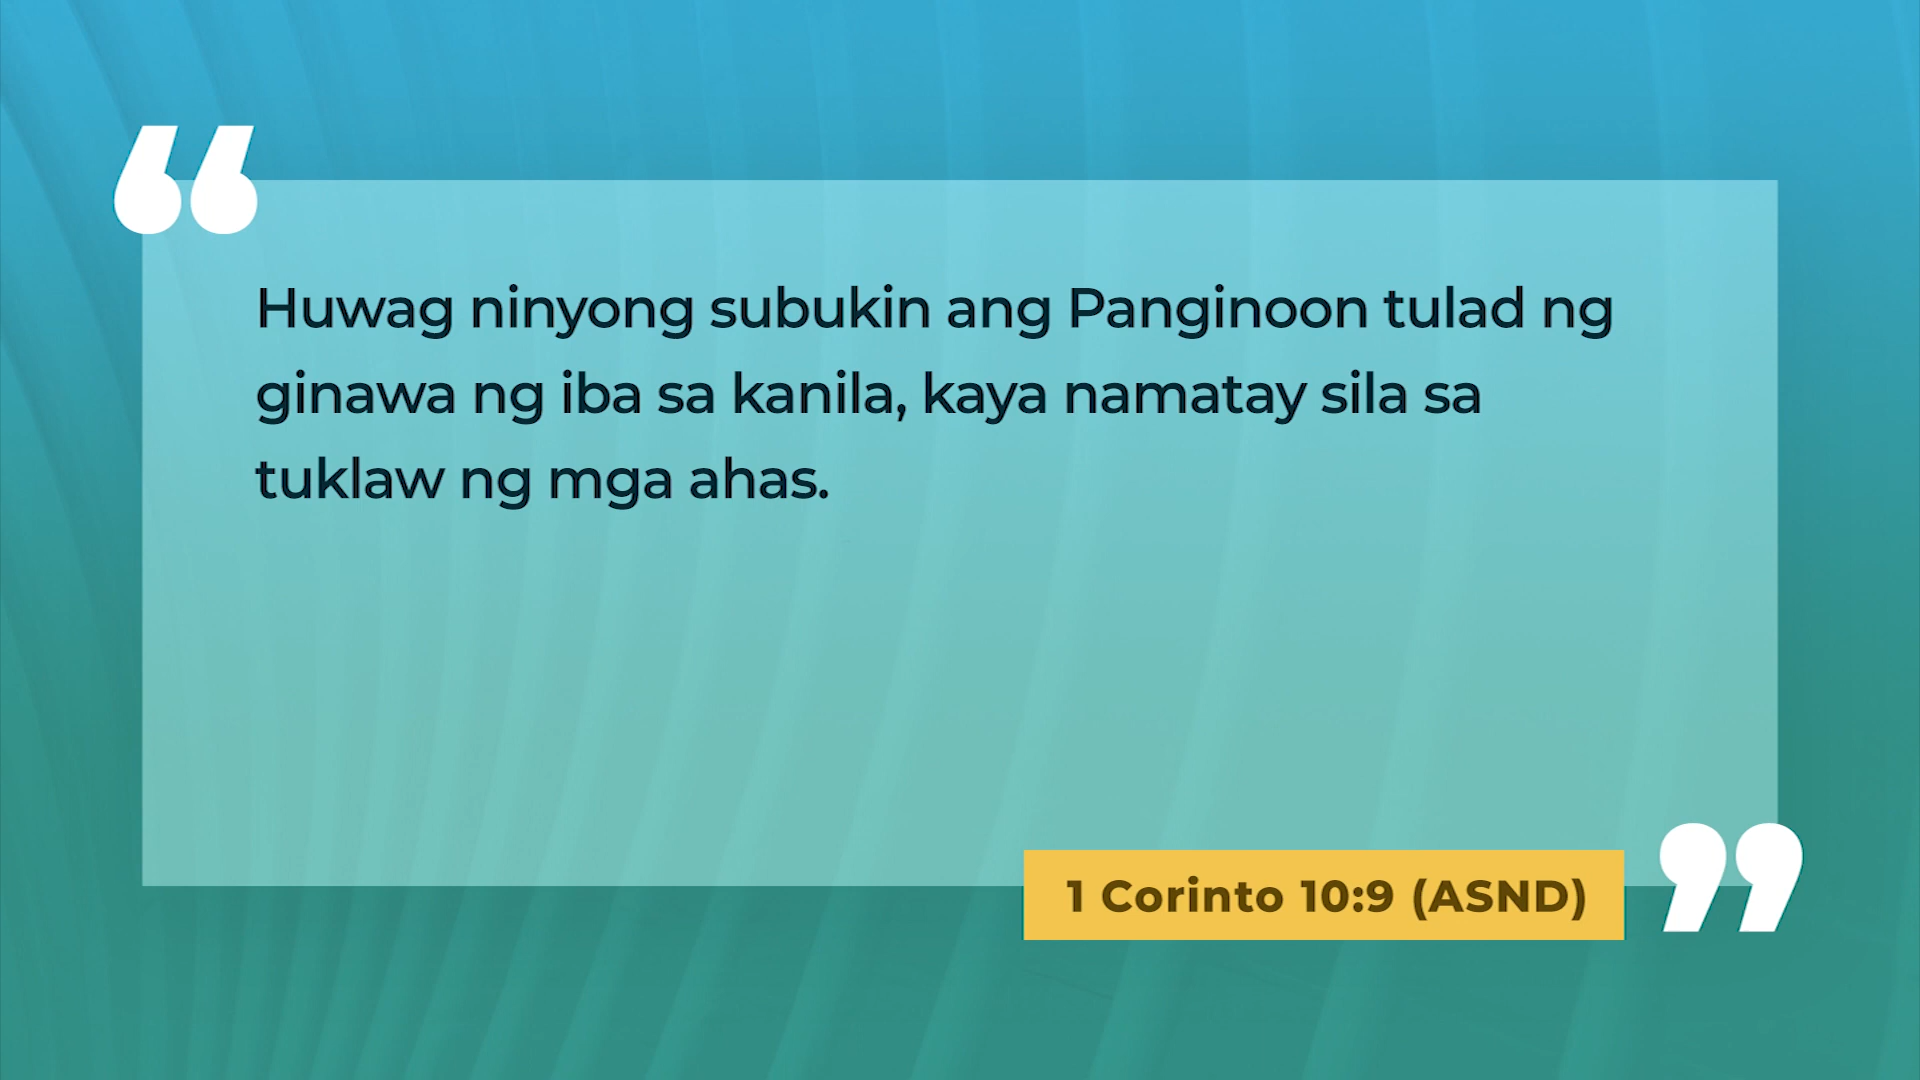 “
Huwag ninyong subukin ang Panginoon tulad ng
ginawa ng iba sa kanila, kaya namatay sila sa
tuklaw ng mga ahas.
”
1 Corinto 10:9 (ASND)